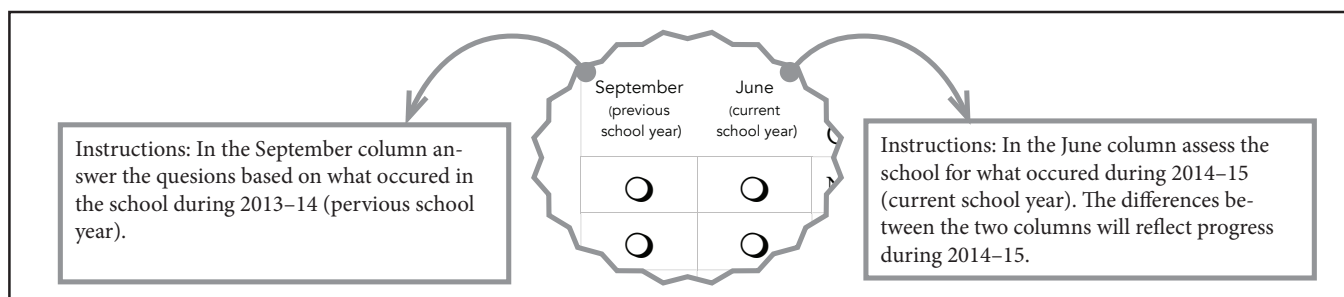 September
(previous
school year)
June
(current
school year)
Instructions: In the September column an-
swer the quesions based on what occured in
the school during 2013–14 (pervious school
year).
Instructions: In the June column assess the
school for what occured during 2014–15
(current school year). The differences be-
tween the two columns will reflect progress
during 2014–15.